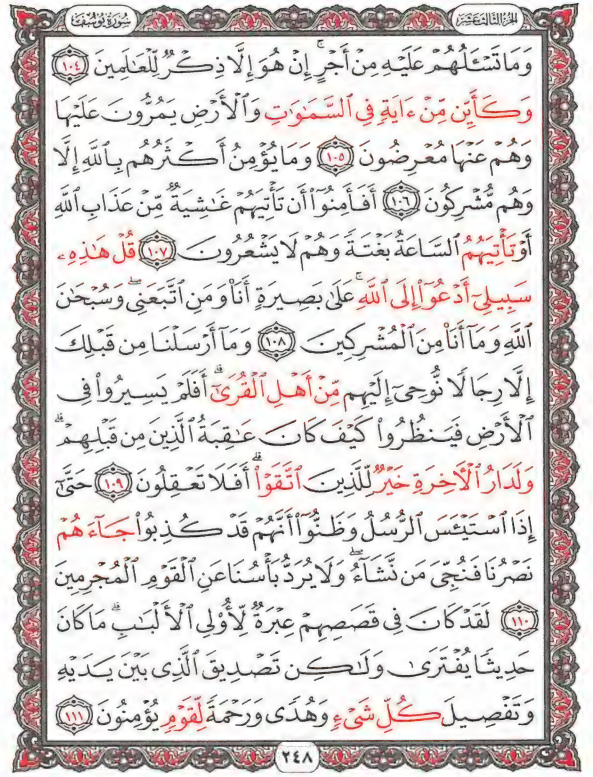 الجزء الثالث عشر
سورة يوسف
وَمَا تَسْـَٔلُهُمْ عَلَيْهِ مِنْ أَجْرٍ ۚ إِنْ هُوَ إِلَّا ذِكْرٌ لِّلْعَٰلَمِينَ ١٠٤
وَكَأَيِّن مِّنْ ءَايَةٍ فِى ٱلسَّمَٰوَٰتِ وَٱلْأَرْضِ يَمُرُّونَ عَلَيْهَا
وَهُمْ عَنْهَا مُعْرِضُونَ ١٠٥ وَمَا يُؤْمِنُ أَكْثَرُهُم بِٱللَّهِ إِلَّا
وَهُم مُّشْرِكُونَ ١٠٦ أَفَأَمِنُوٓا۟ أَن تَأْتِيَهُمْ غَٰشِيَةٌ مِّنْ عَذَابِ ٱللَّهِ
أَوْ تَأْتِيَهُمُ ٱلسَّاعَةُ بَغْتَةً وَهُمْ لَا يَشْعُرُونَ ١٠٧ قُلْ هَٰذِهِۦ
سَبِيلِىٓ أَدْعُوٓا۟ إِلَى ٱللَّهِ ۚ عَلَىٰ بَصِيرَةٍ أَنَا۠ وَمَنِ ٱتَّبَعَنِى ۖ وَسُبْحَٰنَ
ٱللَّهِ وَمَآ أَنَا۠ مِنَ ٱلْمُشْرِكِينَ ١٠٨ وَمَآ أَرْسَلْنَا مِن قَبْلِكَ
إِلَّا رِجَالًا نُّوحِىٓ إِلَيْهِم مِّنْ أَهْلِ ٱلْقُرَىٰٓ ۗ أَفَلَمْ يَسِيرُوا۟ فِى
ٱلْأَرْضِ فَيَنظُرُوا۟ كَيْفَ كَانَ عَٰقِبَةُ ٱلَّذِينَ مِن قَبْلِهِمْ ۗ
وَلَدَارُ ٱلْءَاخِرَةِ خَيْرٌ لِّلَّذِينَ ٱتَّقَوْا۟ ۗ أَفَلَا تَعْقِلُونَ ١٠٩ حَتَّىٰٓ
إِذَا ٱسْتَيْـَٔسَ ٱلرُّسُلُ وَظَنُّوٓا۟ أَنَّهُمْ قَدْ كُذِبُوا۟ جَآءَهُمْ
نَصْرُنَا فَنُجِّىَ مَن نَّشَآءُ ۖ وَلَا يُرَدُّ بَأْسُنَا عَنِ ٱلْقَوْمِ ٱلْمُجْرِمِينَ
١١٠ لَقَدْ كَانَ فِى قَصَصِهِمْ عِبْرَةٌ لِّأُو۟لِى ٱلْأَلْبَٰبِ ۗ مَا كَانَ
حَدِيثًا يُفْتَرَىٰ وَلَٰكِن تَصْدِيقَ ٱلَّذِى بَيْنَ يَدَيْهِ
وَتَفْصِيلَ كُلِّ شَىْءٍ وَهُدًى وَرَحْمَةً لِّقَوْمٍ يُؤْمِنُونَ ١١١
٢٤٨